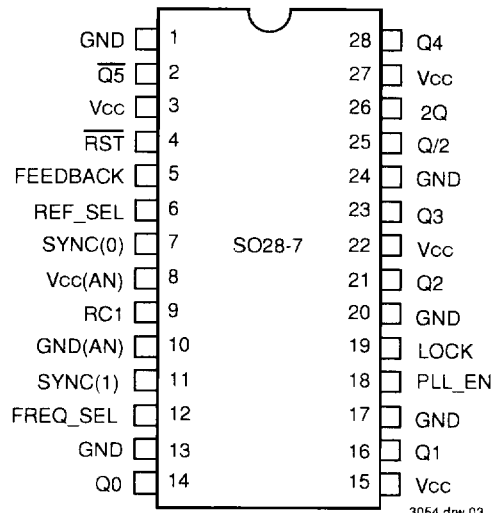 GND 1 28 Q4
Q5 2 27 Vcc
Vcc 3 26 2Q
RST 4 25 Q/2
FEEDBACK 5 24 GND
REF_SEL 6 23 Q3
SYNC(0) 7 SO28-7 22 Vcc
Vcc(AN) 8 21 Q2
RC1 9 20 GND
GND(AN) 10 19 LOCK
SYNC(1) 11 18 PLL_EN
FREQ_SEL 12 17 GND
GND 13 16 Q1
Q0 14 15 Vcc
3054 drw 03